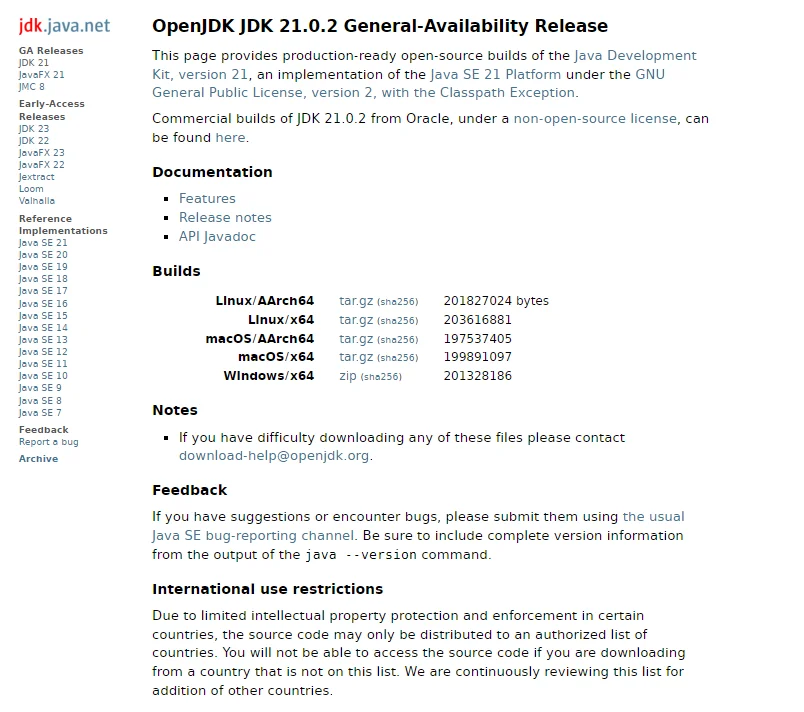 jdk.java.net
GA Releases
JDK 21
JavaFX 21
JMC 8
Early-Access
Releases
JDK 23
JDK 22
JavaFX 23
JavaFX 22
Jextract
Loom
Valhalla
Reference
Implementations
Java SE 21
Java SE 20
Java SE 19
Java SE 18
Java SE 17
Java SE 16
Java SE 15
Java SE 14
Java SE 13
Java SE 12
Java SE 11
Java SE 10
Java SE 9
Java SE 8
Java SE 7
Feedback
Report a bug
Archive
OpenJDK JDK 21.0.2 General-Availability Release
This page provides production-ready open-source builds of the Java Development
Kit, version 21, an implementation of the Java SE 21 Platform under the GNU
General Public License, version 2, with the Classpath Exception.
Commercial builds of JDK 21.0.2 from Oracle, under a non-open-source license, can
be found here.
Documentation
Features
Release notes
API Javadoc
Builds
Linux/AArch64 tar.gz (sha256) 201827024 bytes
Linux/x64 tar.gz (sha256) 203616881
macOS/AArch64 tar.gz (sha256) 197537405
macOS/x64 tar.gz (sha256) 199891097
Windows/x64 zip (sha256) 201328186
Notes
If you have difficulty downloading any of these files please contact
download-help@openjdk.org.
Feedback
If you have suggestions or encounter bugs, please submit them using the usual
Java SE bug-reporting channel. Be sure to include complete version information
from the output of the java --version command.
International use restrictions
Due to limited intellectual property protection and enforcement in certain
countries, the source code may only be distributed to an authorized list of
countries. You will not be able to access the source code if you are downloading
from a country that is not on this list. We are continuously reviewing this list for
addition of other countries.